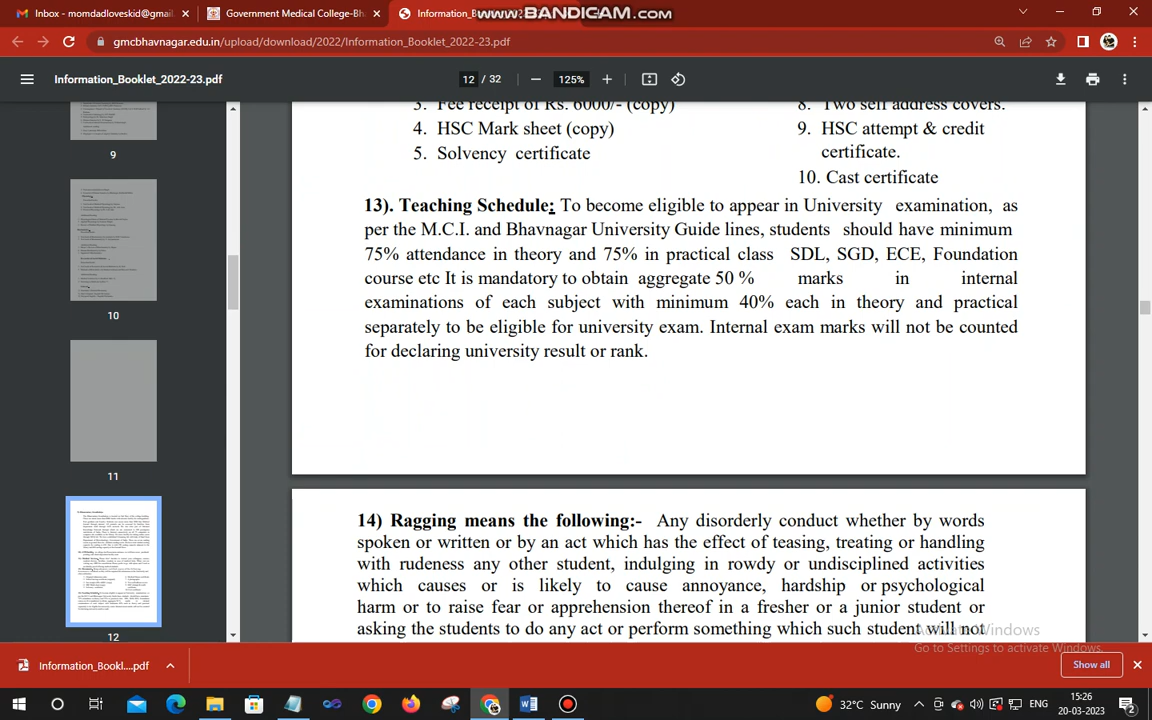 Inbox - momdadloveskid@gmai
Government Medical College-Bh
Information_B
www.BANDICAM.com
gmcbhavnagar.edu.in/upload/download/2022/Information_Booklet_2022-23.pdf
Information_Booklet_2022-23.pdf
12 / 32
125%
9
10
11
12
3. Fee receipt of Rs. 6000/- (copy)
4. HSC Mark sheet (copy)
5. Solvency certificate
8. Two self address covers.
9. HSC attempt & credit
certificate.
10. Cast certificate
13). Teaching Schedule: To become eligible to appear in University examination, as
per the M.C.I. and Bhavnagar University Guide lines, students should have minimum
75% attendance in theory and 75% in practical class SDL, SGD, ECE, Foundation
course etc It is mandatory to obtain aggregate 50 % marks in internal
examinations of each subject with minimum 40% each in theory and practical
separately to be eligible for university exam. Internal exam marks will not be counted
for declaring university result or rank.
14) Ragging means the following:- Any disorderly conduct whether by words
spoken or written or by an act which has the effect of teasing, treating or handling
with rudeness any other student, indulging in rowdy or undisciplined activities
which causes or is likely to cause annoyance, hardship or psychological
harm or to raise fear or apprehension thereof in a fresher or a junior student or
asking the students to do any act or perform something which such student will not
Activate Windows
Go to Settings to activate Windows.
Information_Bookl....pdf
Show all
32°C Sunny
ENG
15:26
20-03-2023
2